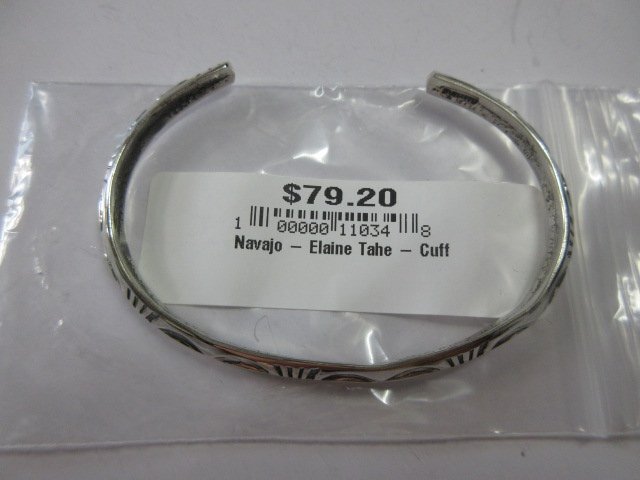 $79.20
1 00000 11034 8
Navajo — Elaine Tahe — Cuff